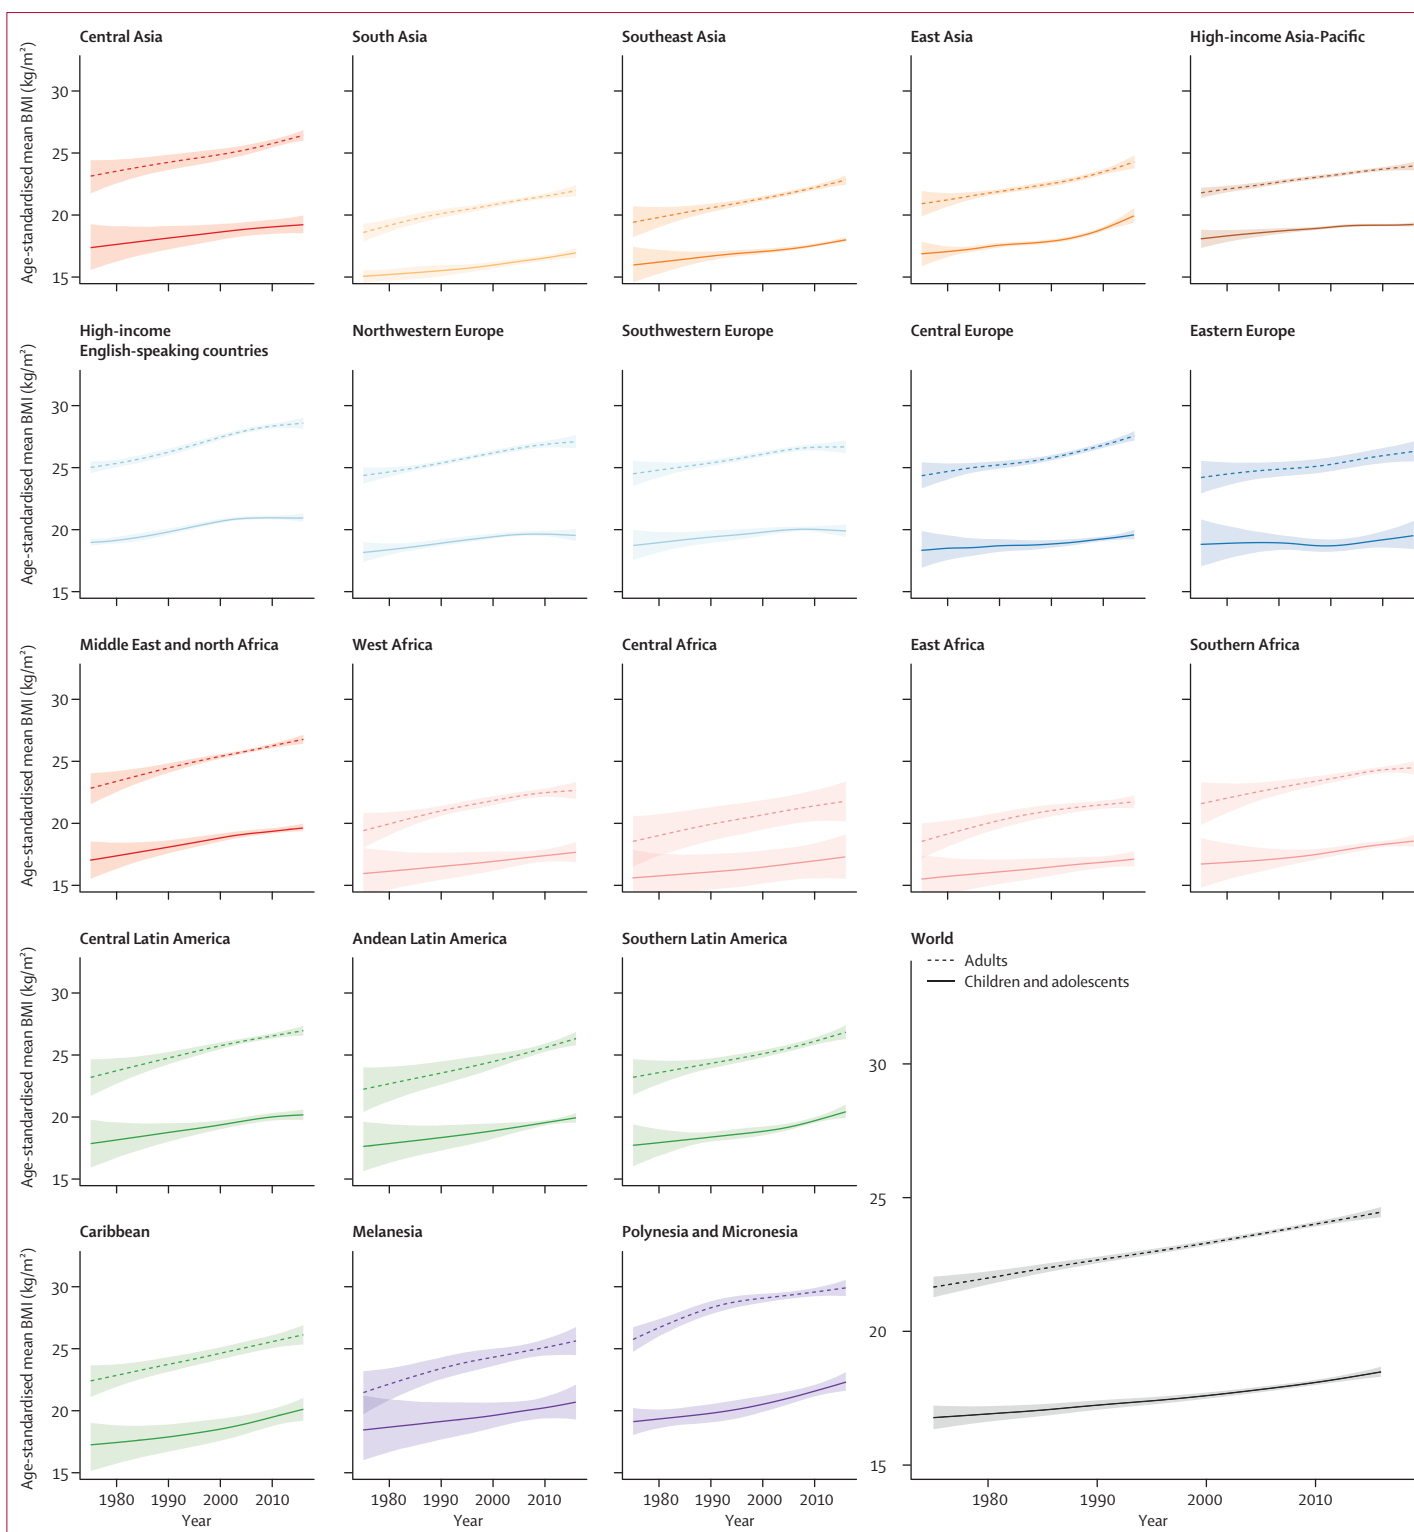 Central Asia
South Asia
Southeast Asia
East Asia
High-income Asia-Pacific
Age-standardised mean BMI (kg/m²)
30
25
20
15
High-income
English-speaking countries
Northwestern Europe
Southwestern Europe
Central Europe
Eastern Europe
Age-standardised mean BMI (kg/m²)
30
25
20
15
Middle East and north Africa
West Africa
Central Africa
East Africa
Southern Africa
Age-standardised mean BMI (kg/m²)
30
25
20
15
Central Latin America
Andean Latin America
Southern Latin America
World
Adults
Children and adolescents
Age-standardised mean BMI (kg/m²)
30
25
20
15
30
25
20
15
Caribbean
Melanesia
Polynesia and Micronesia
Age-standardised mean BMI (kg/m²)
30
25
20
15
1980 1990 2000 2010
Year
1980 1990 2000 2010
Year
1980 1990 2000 2010
Year
1980 1990 2000 2010
Year